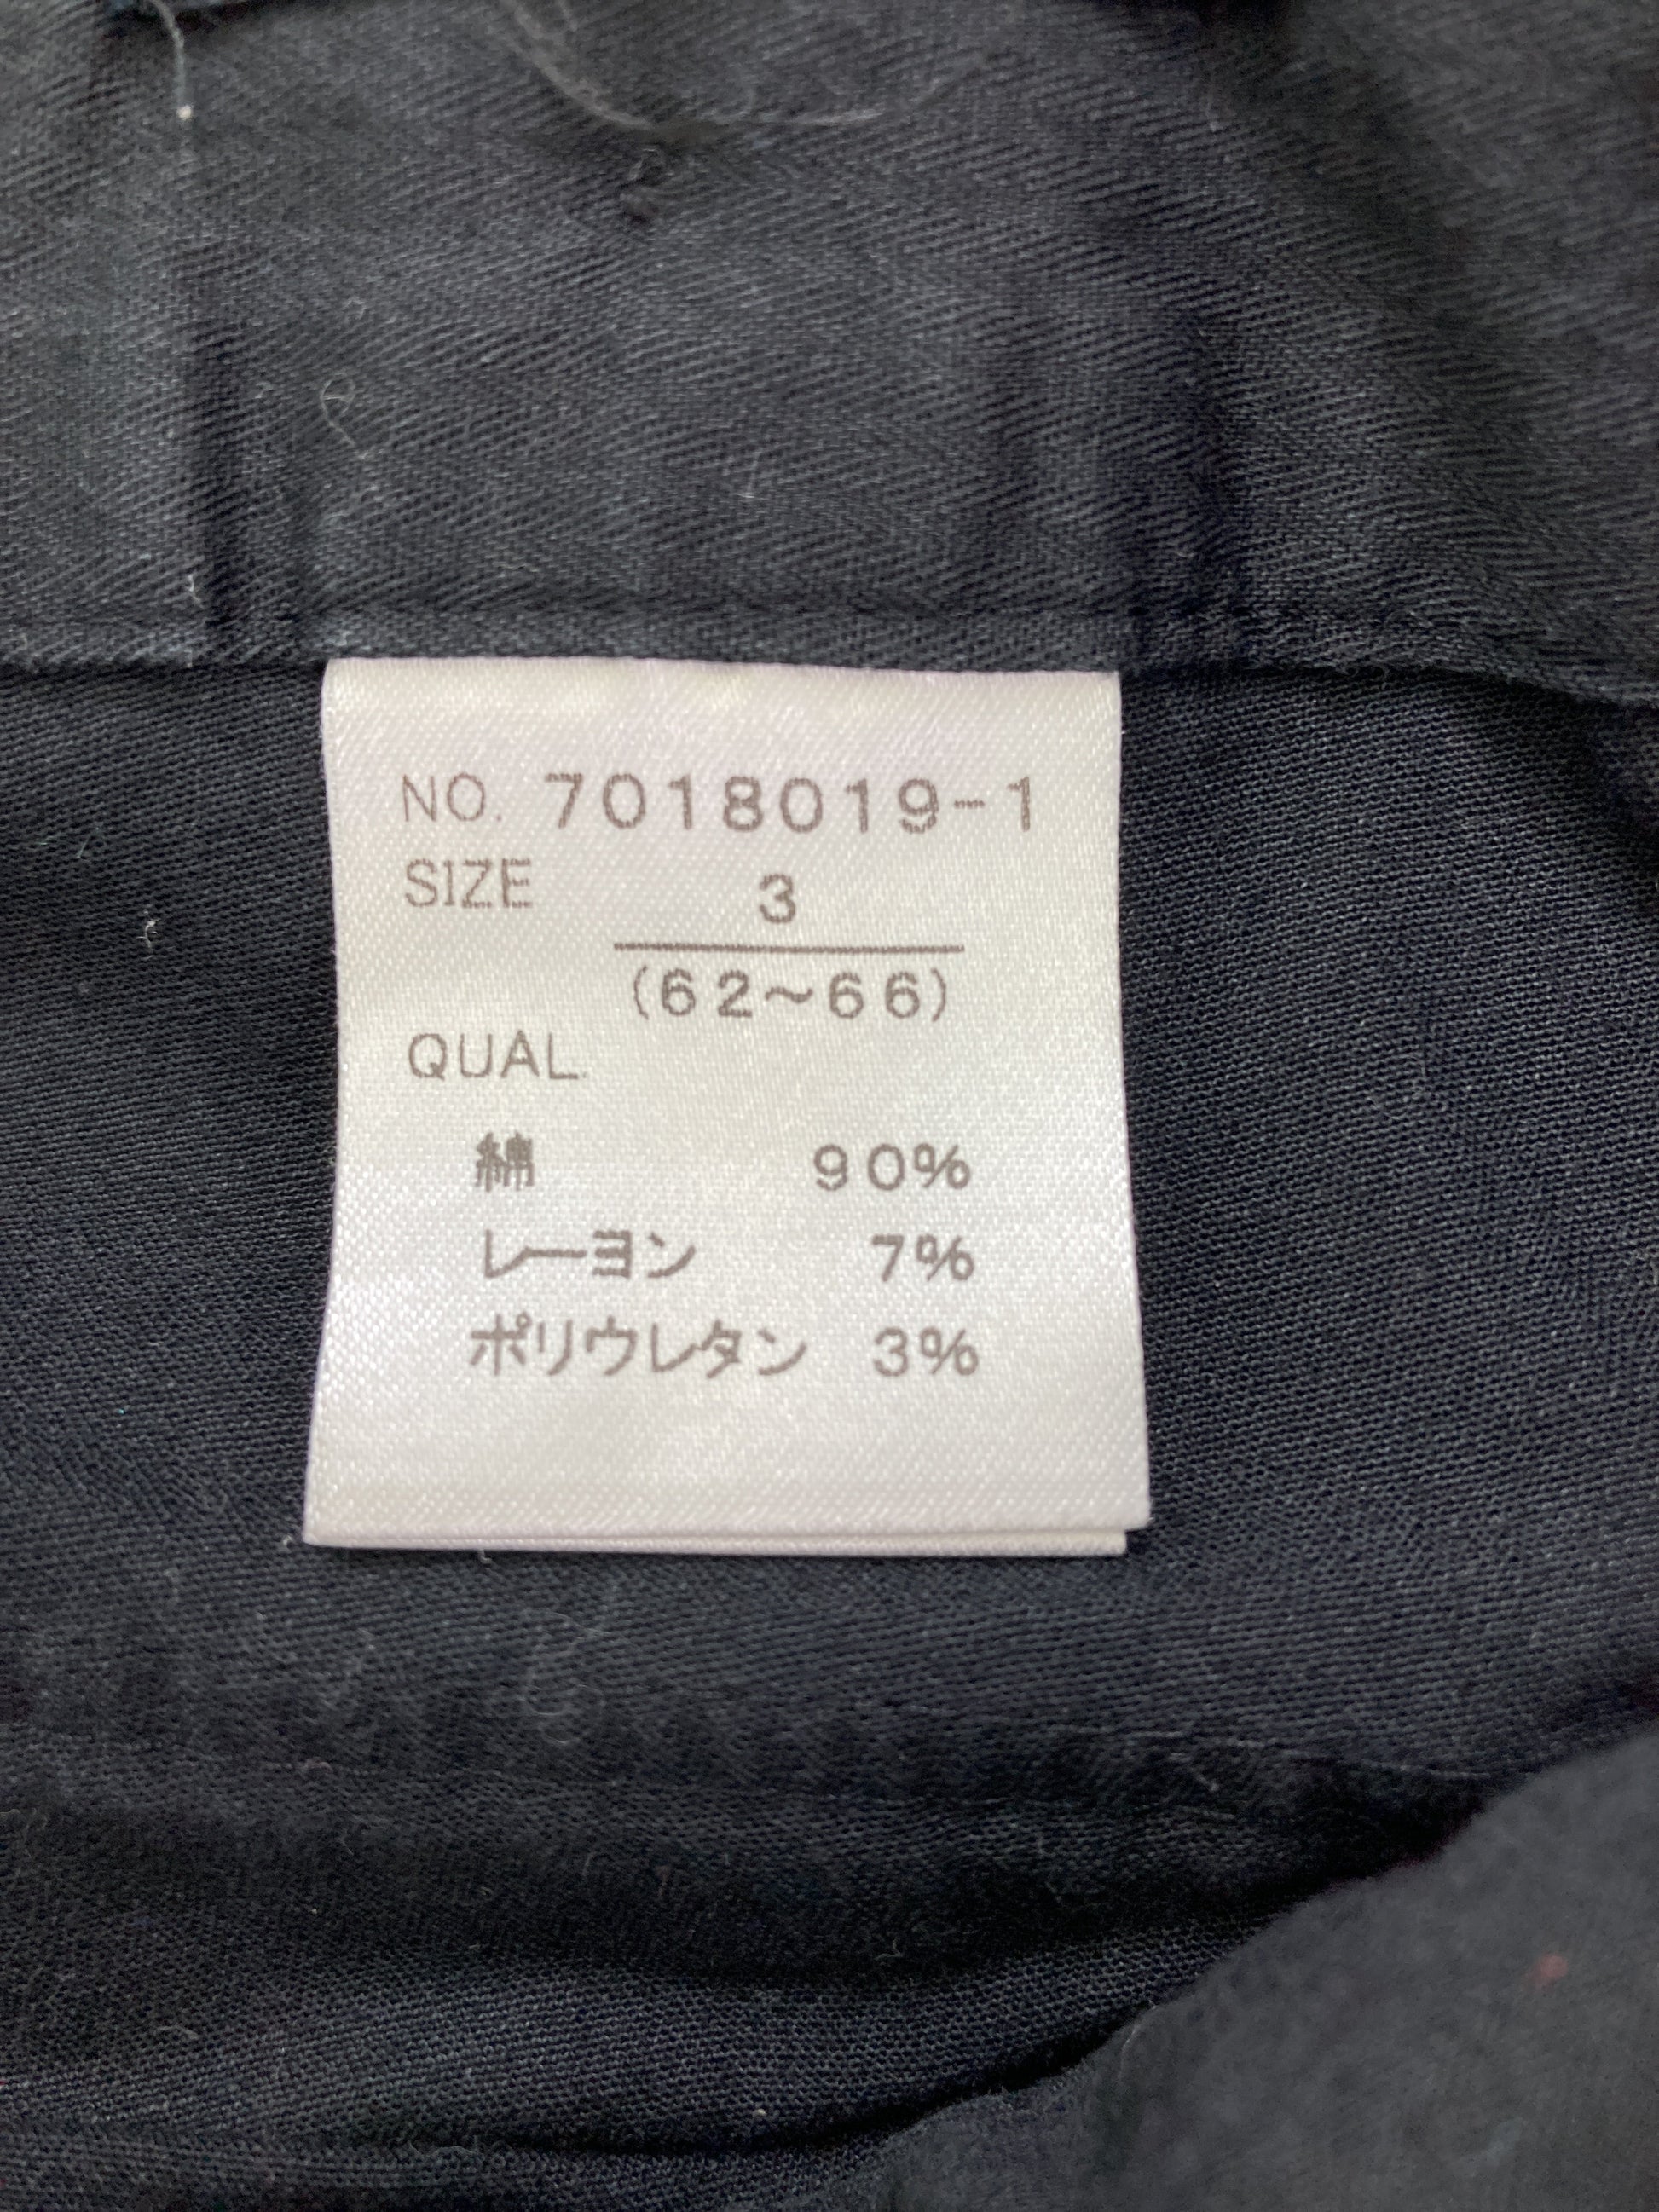 NO. 7018019-1
SIZE 3
(62~66)
QUAL.
綿 90%
レーヨン 7%
ポリウレタン 3%